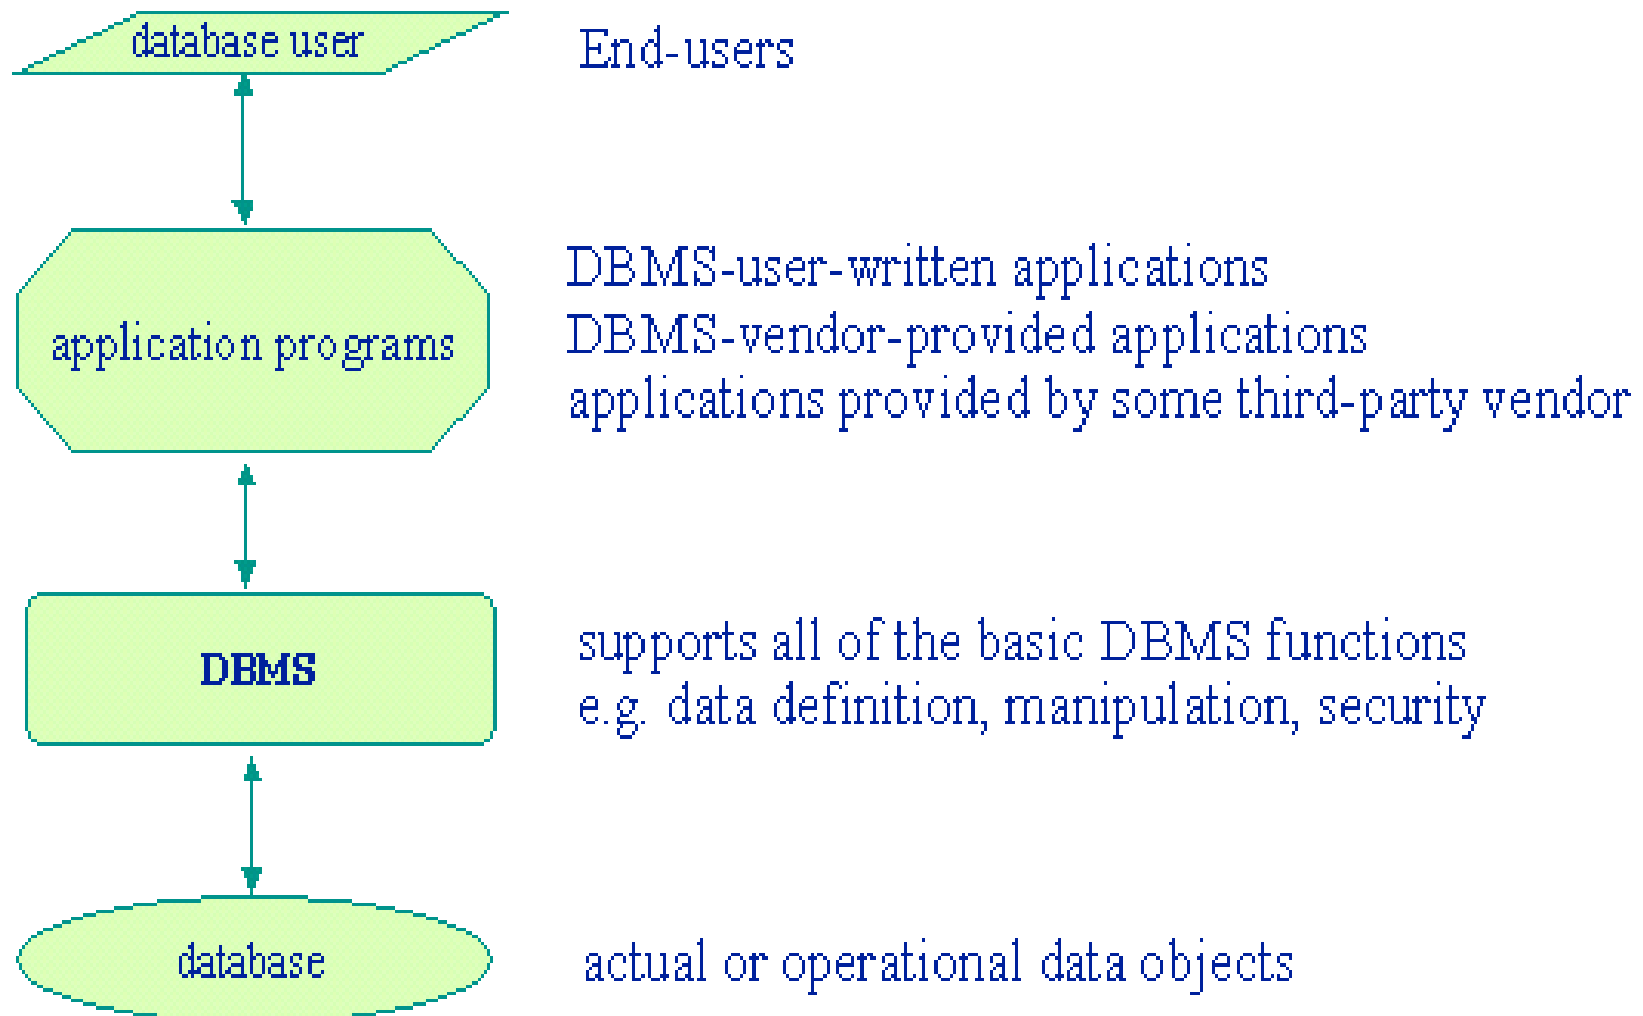 database user
End-users
application programs
DBMS-user-written applications
DBMS-vendor-provided applications
applications provided by some third-party vendor
DBMS
supports all of the basic DBMS functions
e.g. data definition, manipulation, security
database
actual or operational data objects